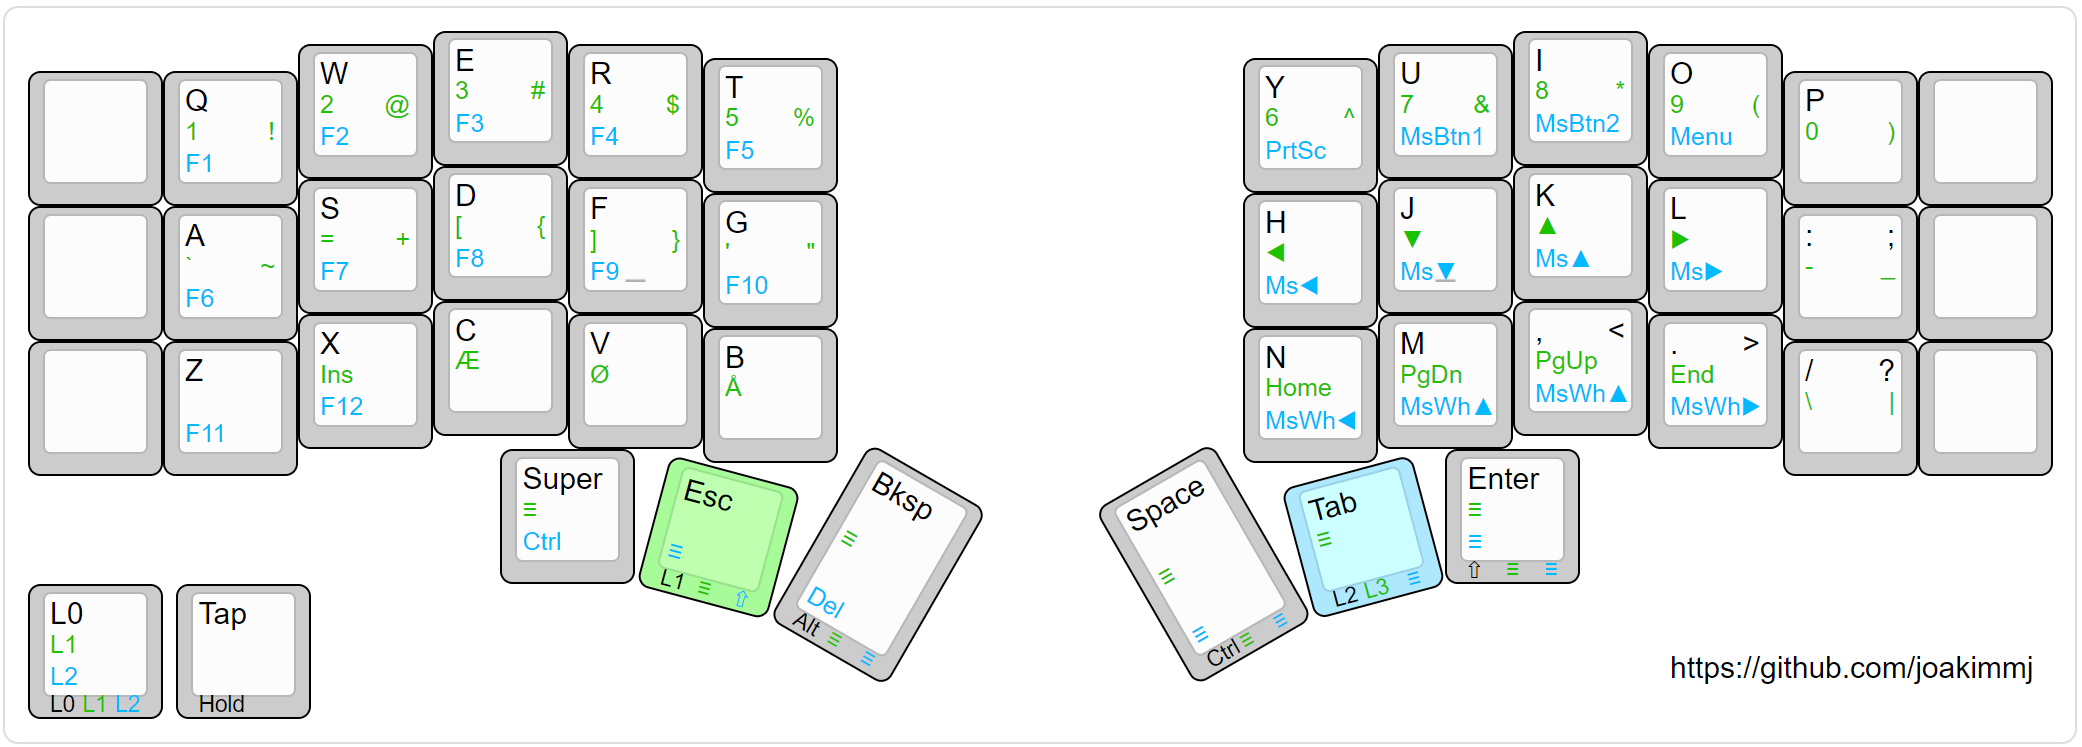 Q
1 !
F1
W
2 @
F2
E
3 #
F3
R
4 $
F4
T
5 %
F5
Y
6 ^
PrtSc
U
7 &
MsBtn1
I
8 *
MsBtn2
O
9 (
Menu
P
0 )
A
` ~
F6
S
= +
F7
D
[ {
F8
F
] }
F9
G
' "
F10
H
◀
Ms◀
J
▼
Ms▼
K
▲
Ms▲
L
▶
Ms▶
: ;
- _
Z
F11
X
Ins
F12
C
Æ
V
Ø
B
Å
N
Home
MsWh◀
M
PgDn
MsWh▲
, <
PgUp
MsWh▲
. >
End
MsWh▶
/ ?
\ |
Super
≡
Ctrl
Esc
≡
L1 ≡ ⇧
Bksp
≡
Del
Alt ≡ ≡
Space
≡
≡
Ctrl ≡ ≡
Tab
≡
L2 L3 ≡
Enter
≡
≡
⇧ ≡ ≡
L0
L1
L2
L0 L1 L2
Tap
Hold
https://github.com/joakimmj